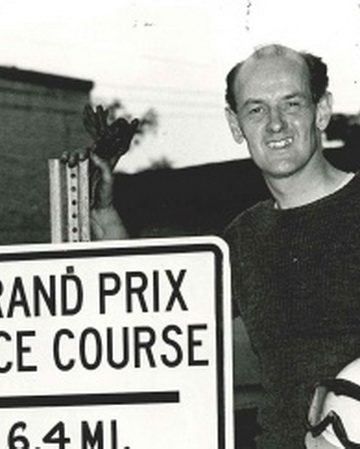 RAND PRIX
CE COURSE
6.4 MI.